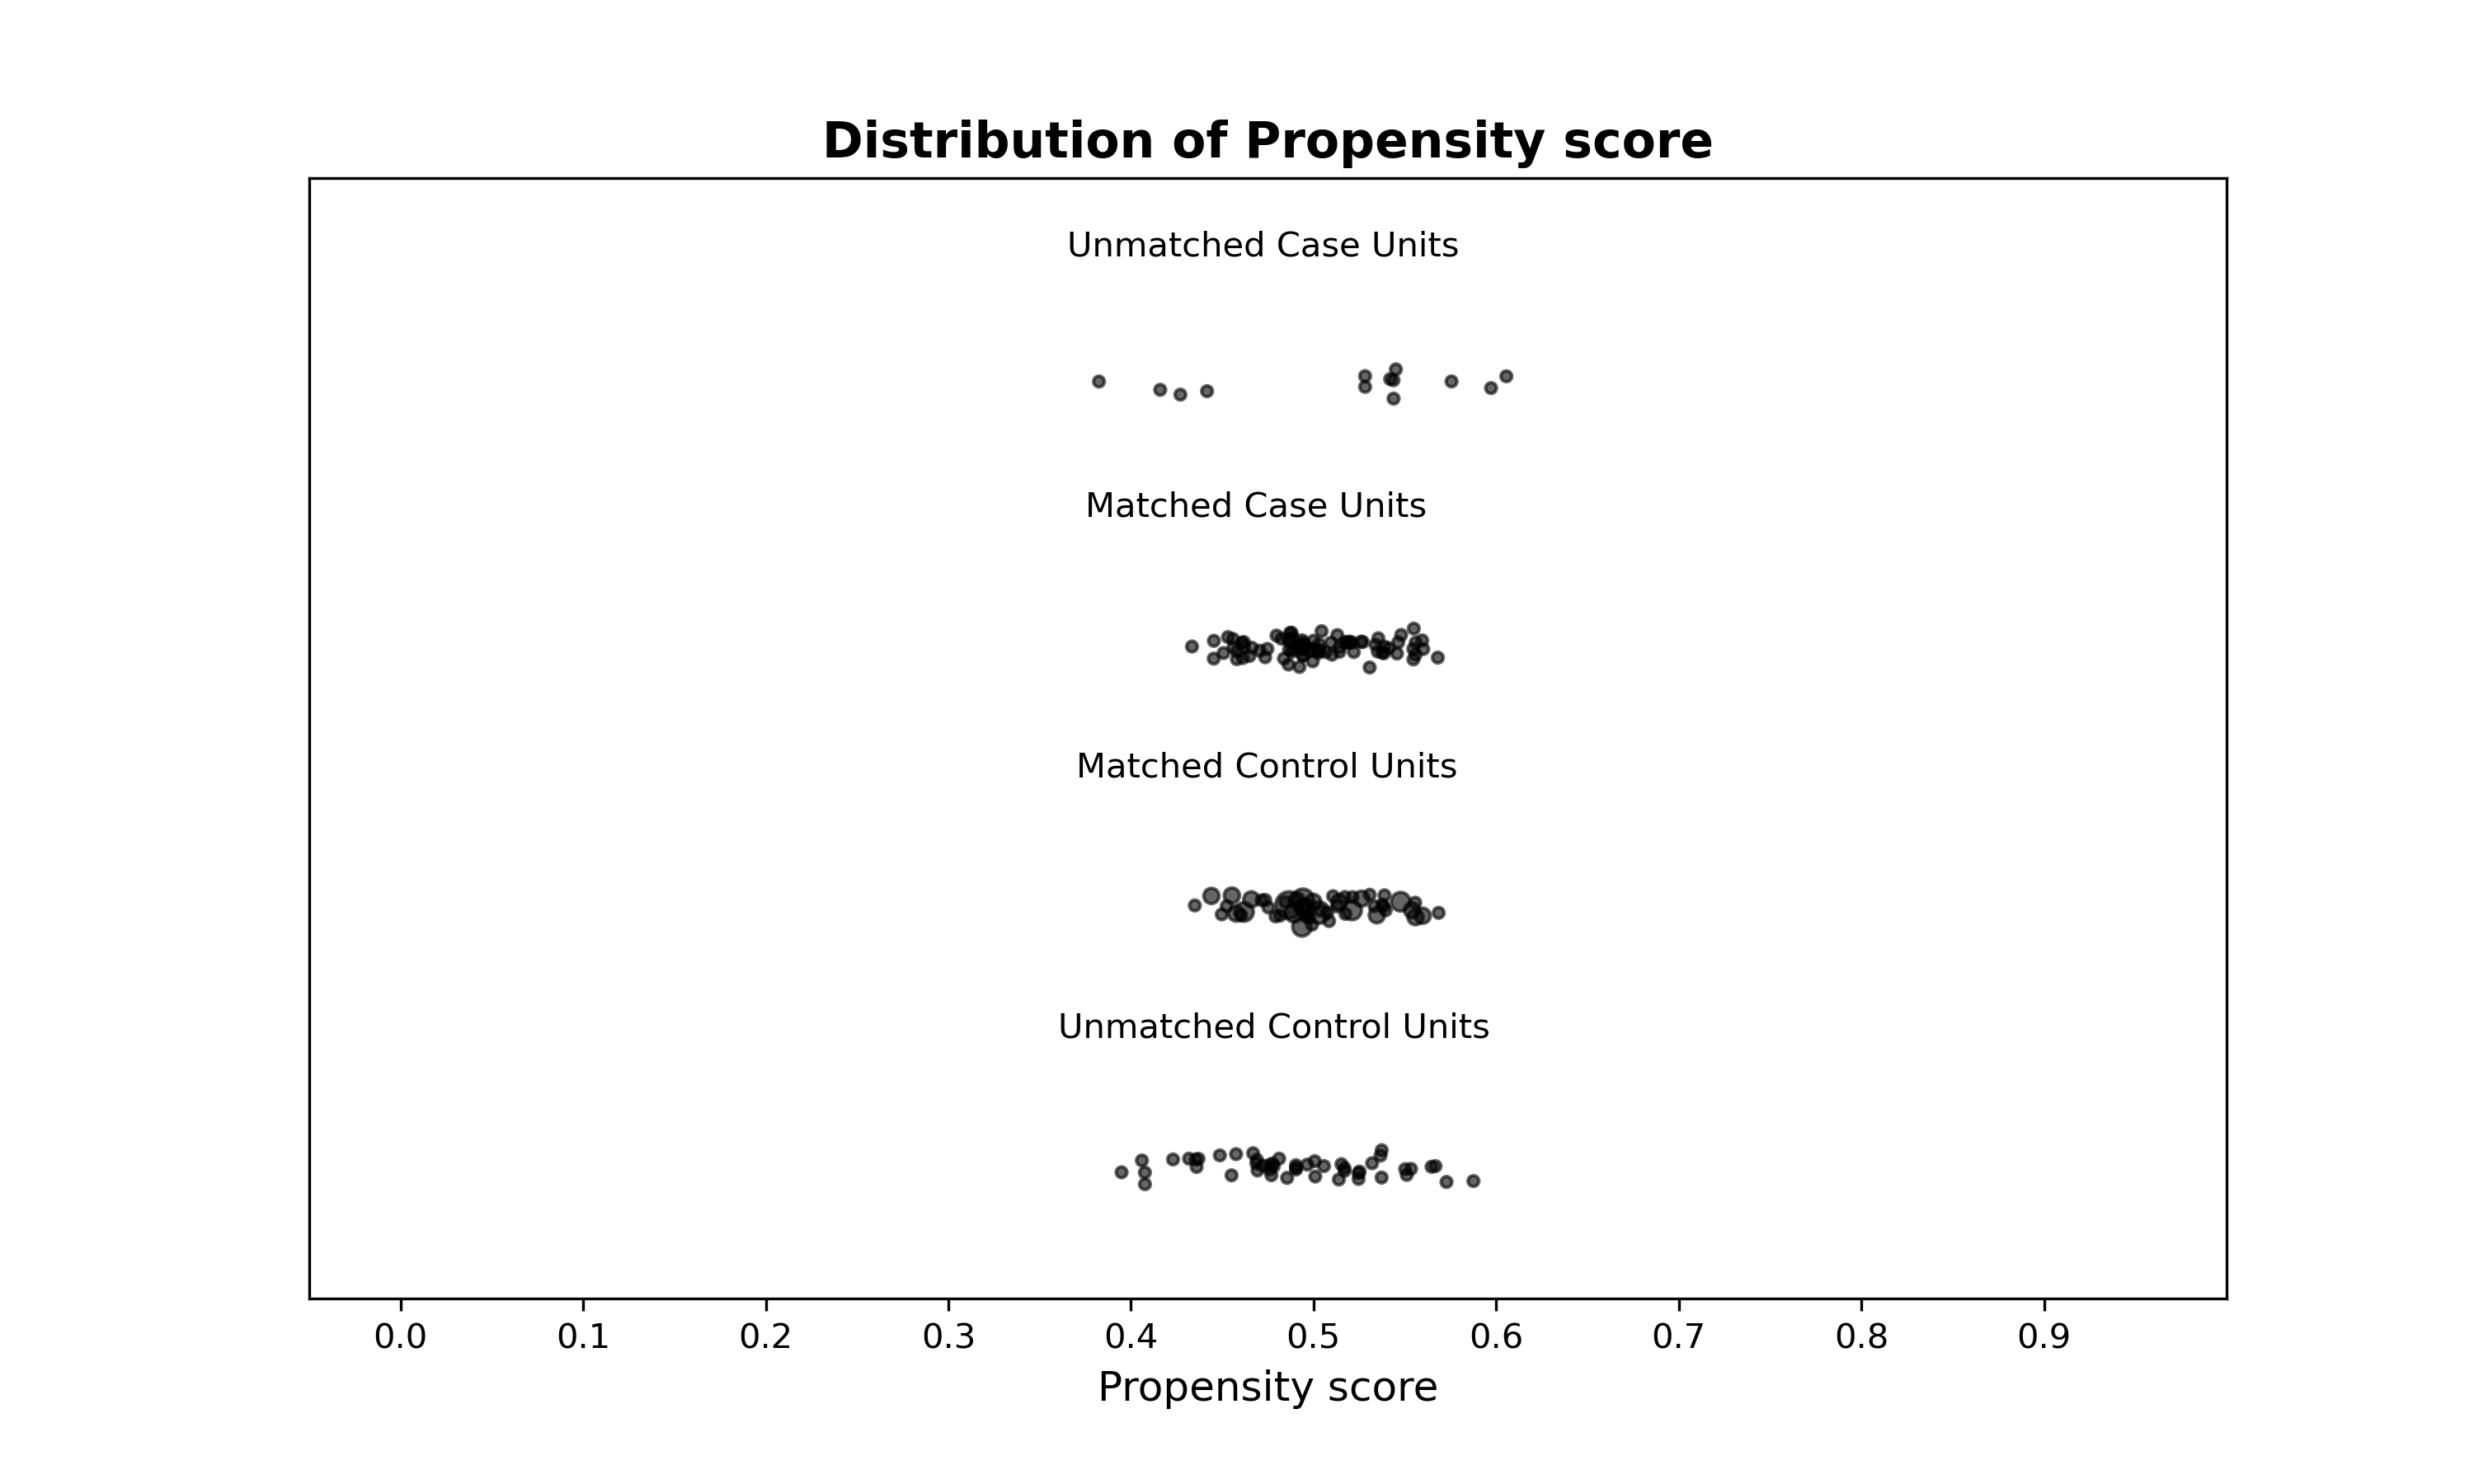 Distribution of Propensity score
Unmatched Case Units
Matched Case Units
Matched Control Units
Unmatched Control Units
0.0 0.1 0.2 0.3 0.4 0.5 0.6 0.7 0.8 0.9
Propensity score